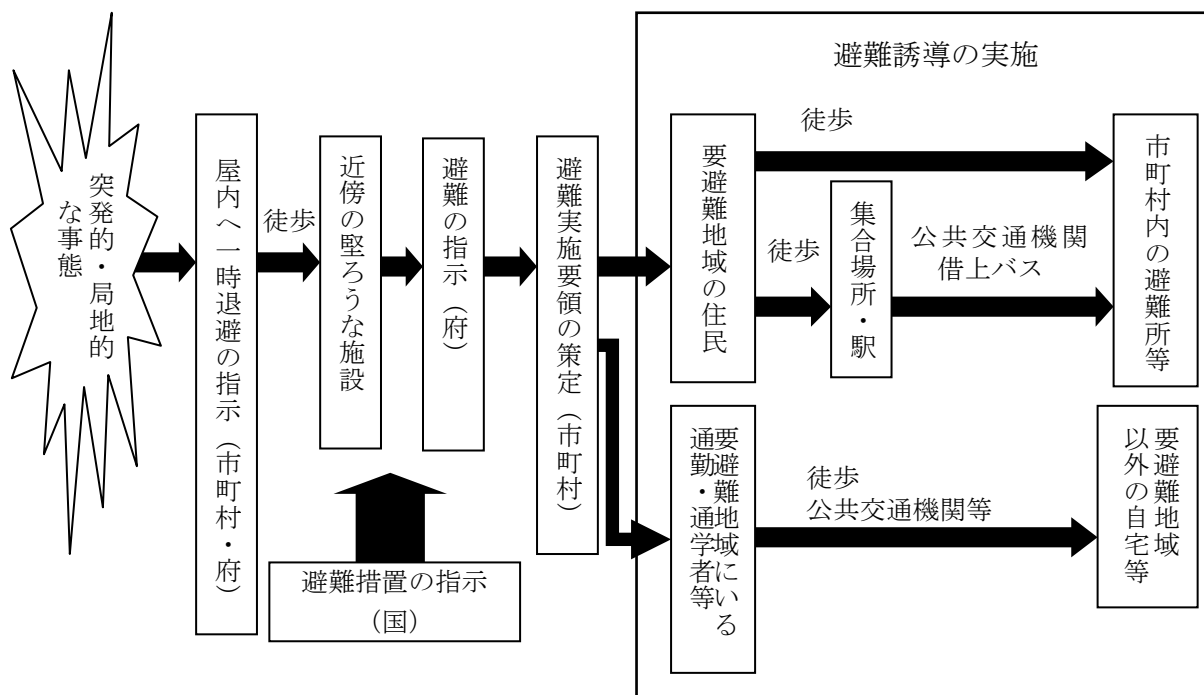 突発的・局地的
な事態
屋内へ一時退避の指示（市町村・府）
徒歩
近傍の堅ろうな施設
避難の指示（府）
避難措置の指示
（国）
避難実施要領の策定（市町村）
避難誘導の実施
要避難地域の住民
徒歩
徒歩
集合場所・駅
公共交通機関
借上バス
市町村内の避難所等
要避難地域にいる
通勤・通学者等
徒歩
公共交通機関等
要避難地域
以外の自宅等